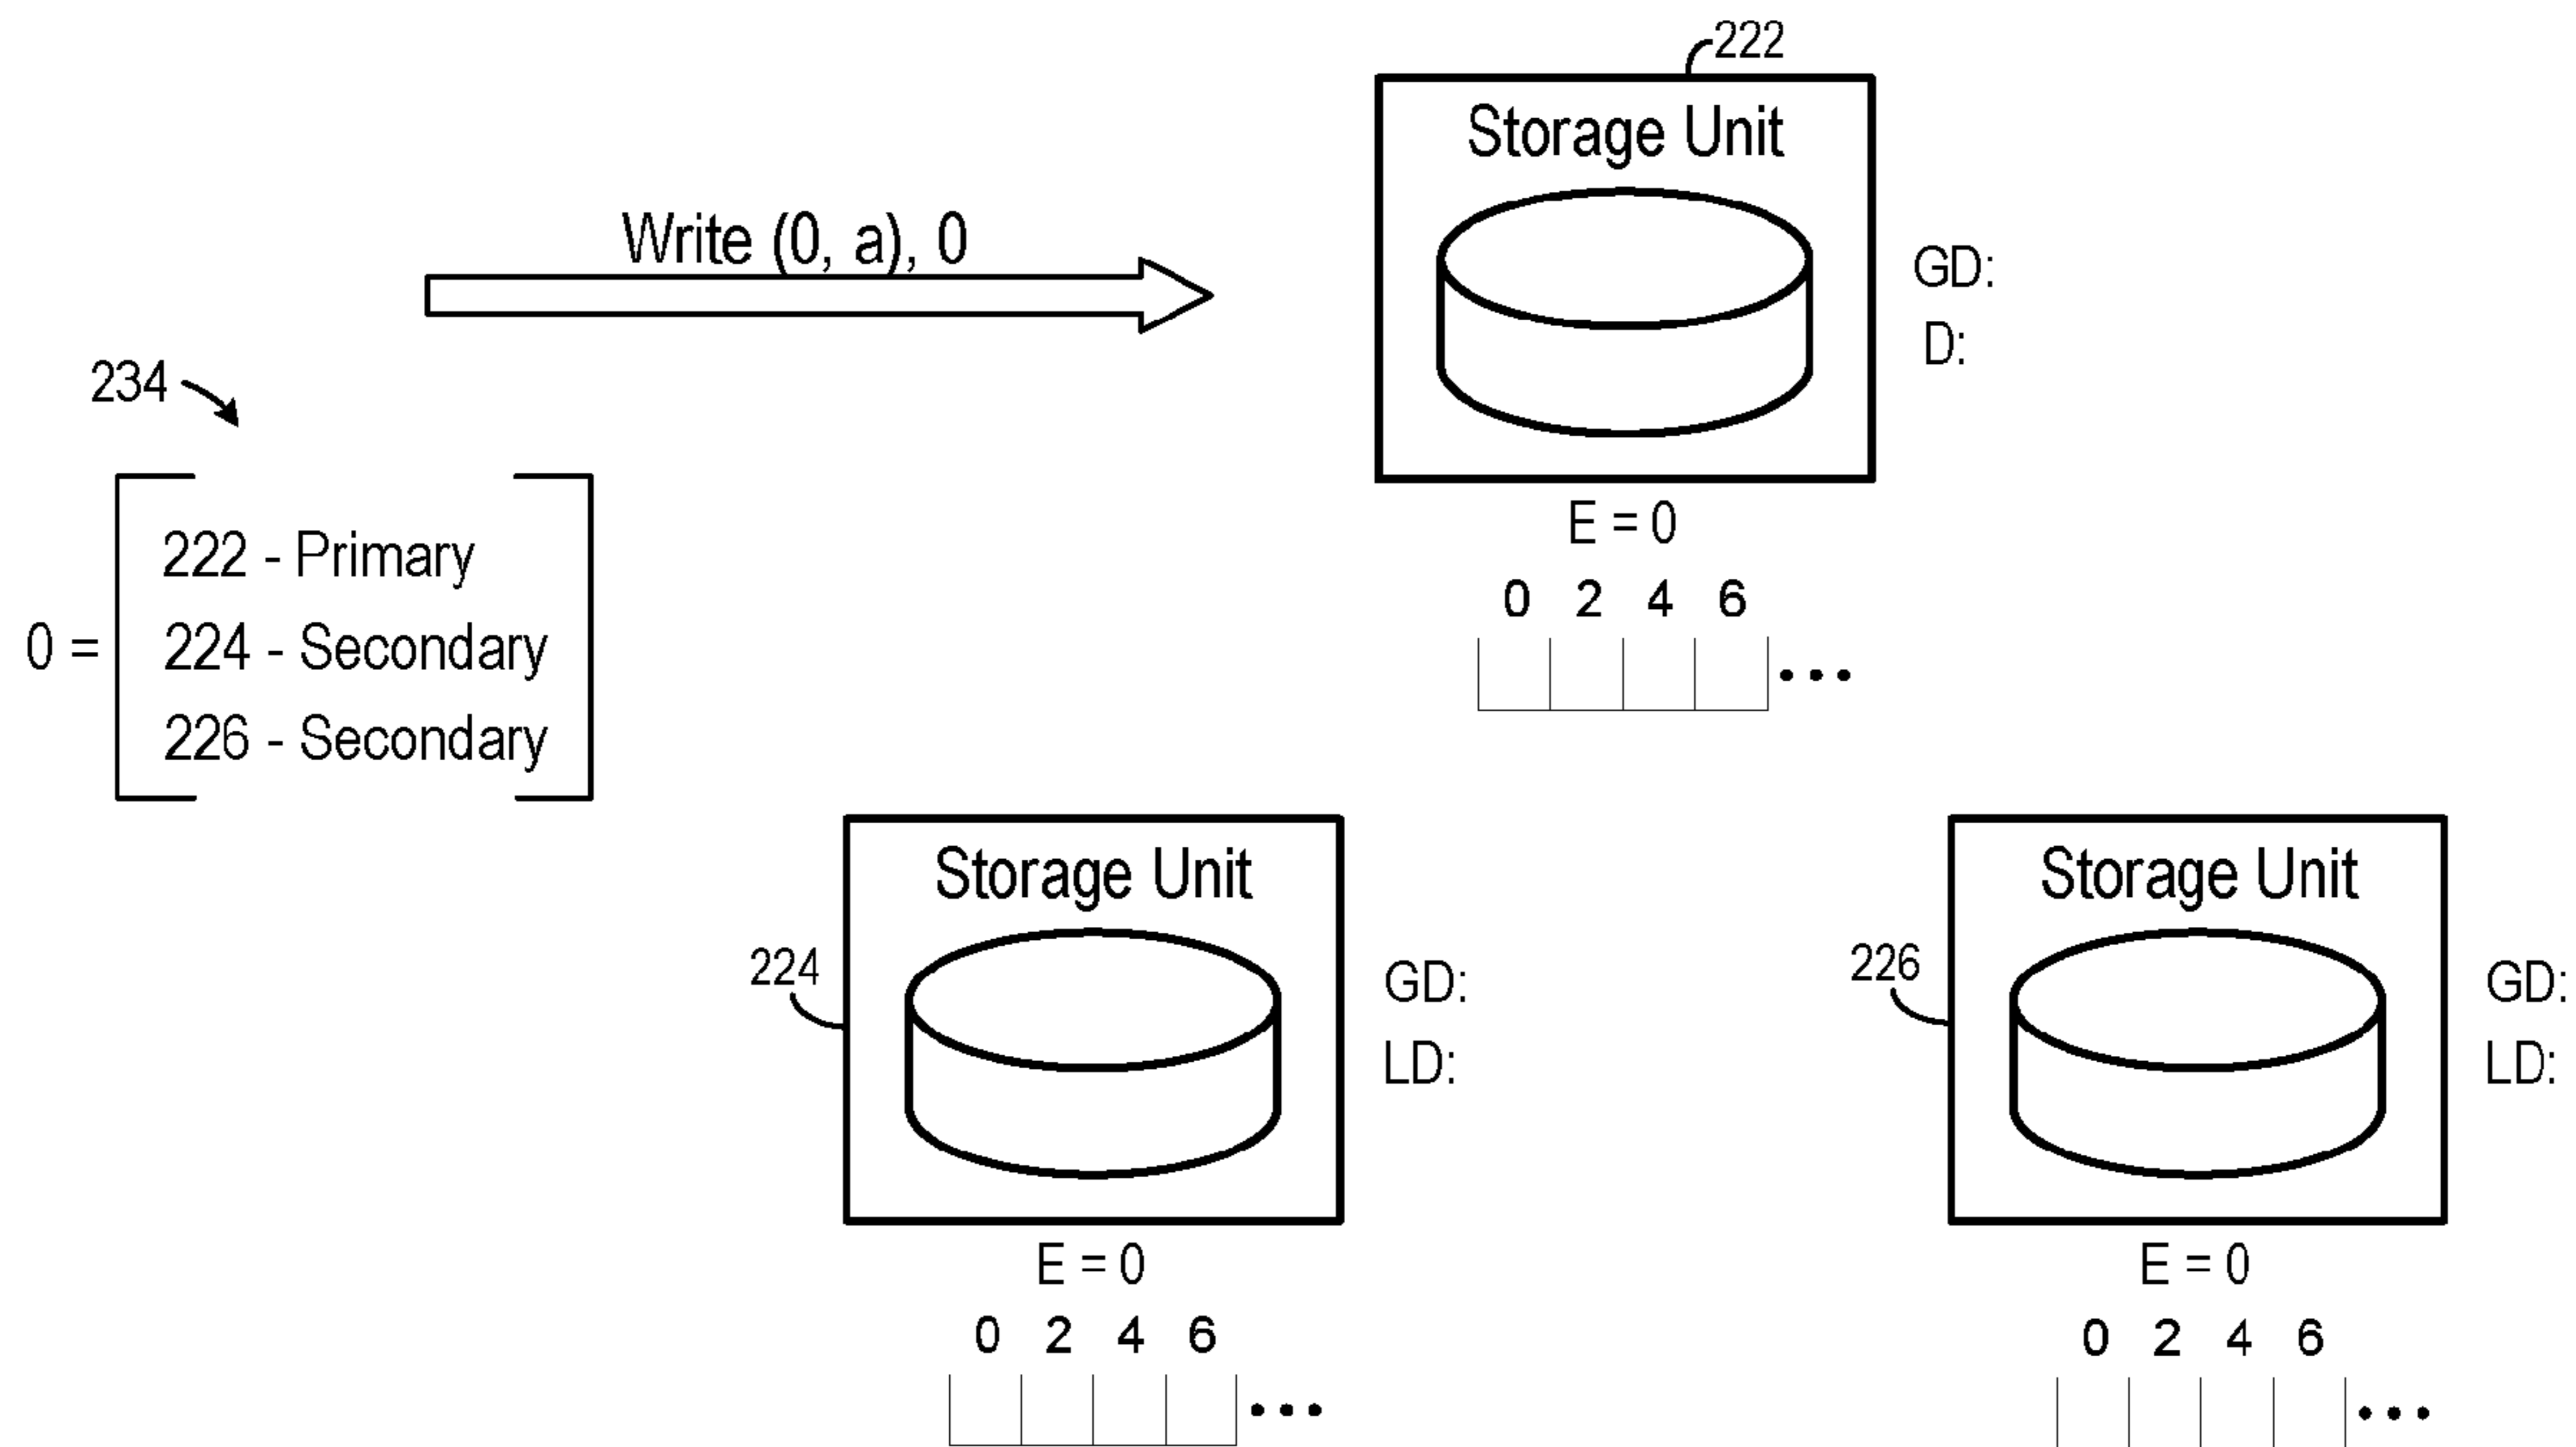 222
Storage Unit
Write (0, a), 0
GD:
D:
234
E = 0
0 2 4 6
0 =
222 - Primary
224 - Secondary
226 - Secondary
Storage Unit
224
GD:
LD:
E = 0
0 2 4 6
Storage Unit
226
GD:
LD:
E = 0
0 2 4 6